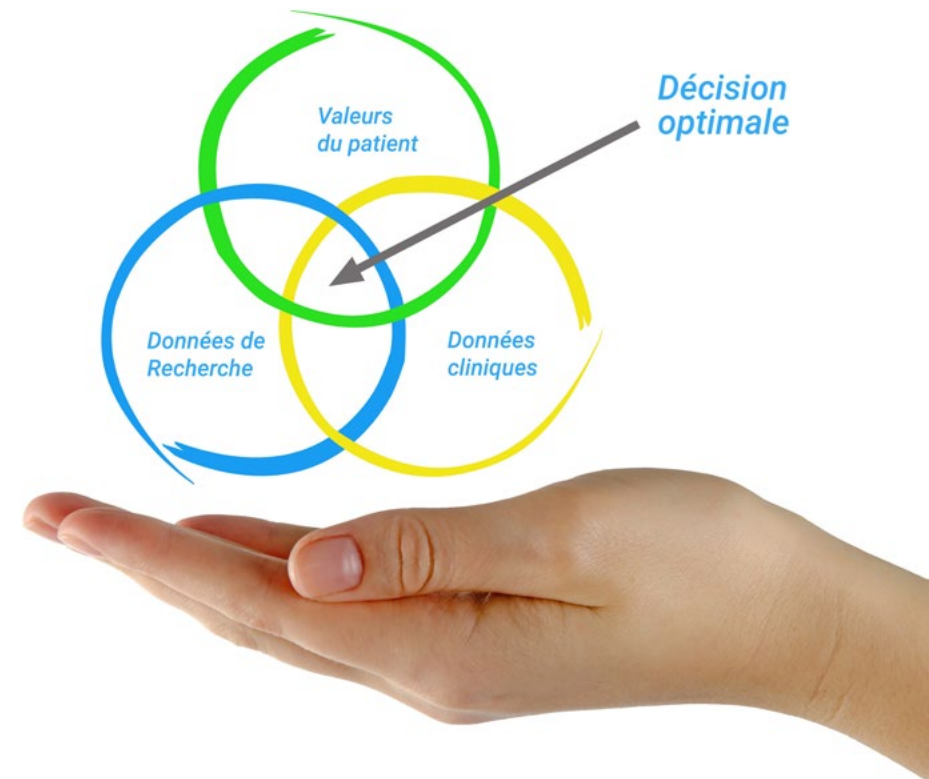 Décision
optimale
Valeurs
du patient
Données de
Recherche
Données
cliniques